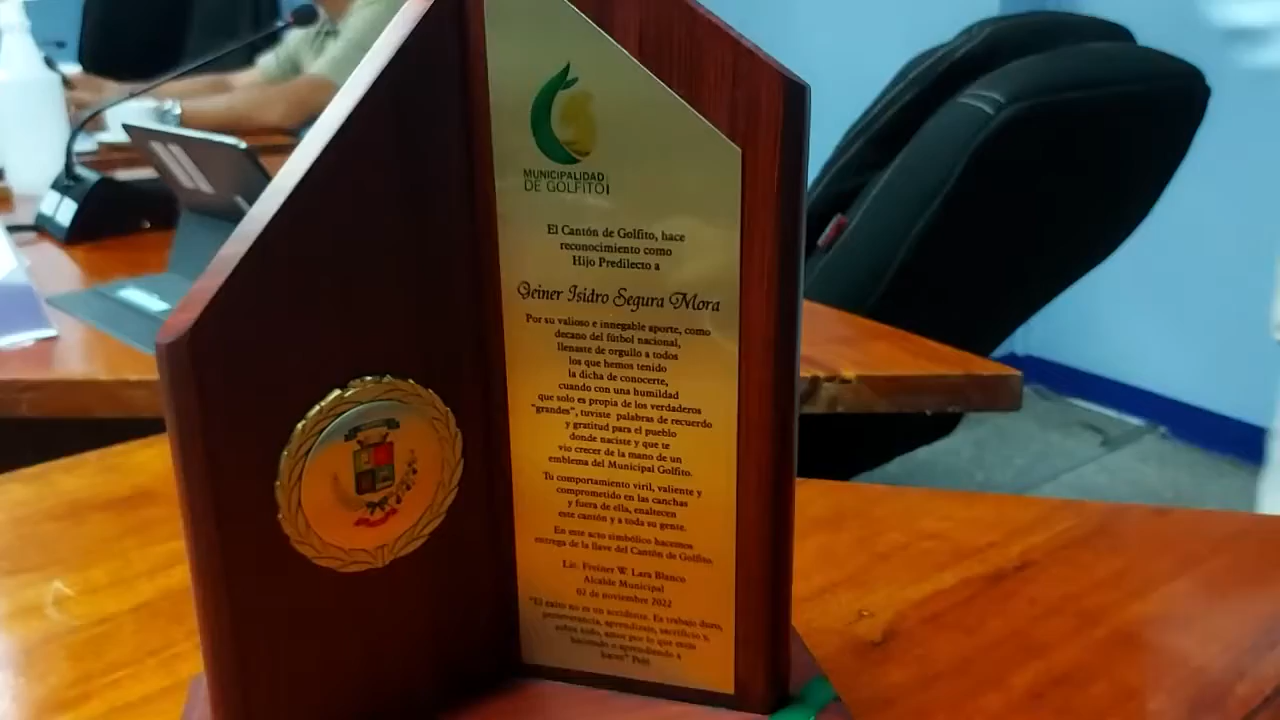 MUNICIPALIDAD
DE GOLFITO
El Cantón de Golfito, hace
reconocimiento como
Hijo Predilecto a
Geiner Isidro Segura Mora
Por su valioso e innegable aporte, como
decano del fútbol nacional,
llenaste de orgullo a todos
los que hemos tenido
la dicha de conocerte,
cuando con una humildad
que solo es propia de los verdaderos
"grandes", tuviste palabras de recuerdo
y gratitud para el pueblo
donde naciste y que te
vio crecer de la mano de un
emblema del Municipal Golfito.
Tu comportamiento viril, valiente y
comprometido en las canchas
y fuera de ella, enaltecen
este cantón y a toda su gente.
En este acto simbólico hacemos
entrega de la llave del Cantón de Golfito.
Lic. Freiner W. Lara Blanco
Alcalde Municipal
02 de noviembre 2022
"El éxito no es un accidente. Es trabajo duro,
perseverancia, aprendizaje, sacrificio y,
sobre todo, amor por lo que estás
haciendo o aprendiendo a
hacer" Pelé